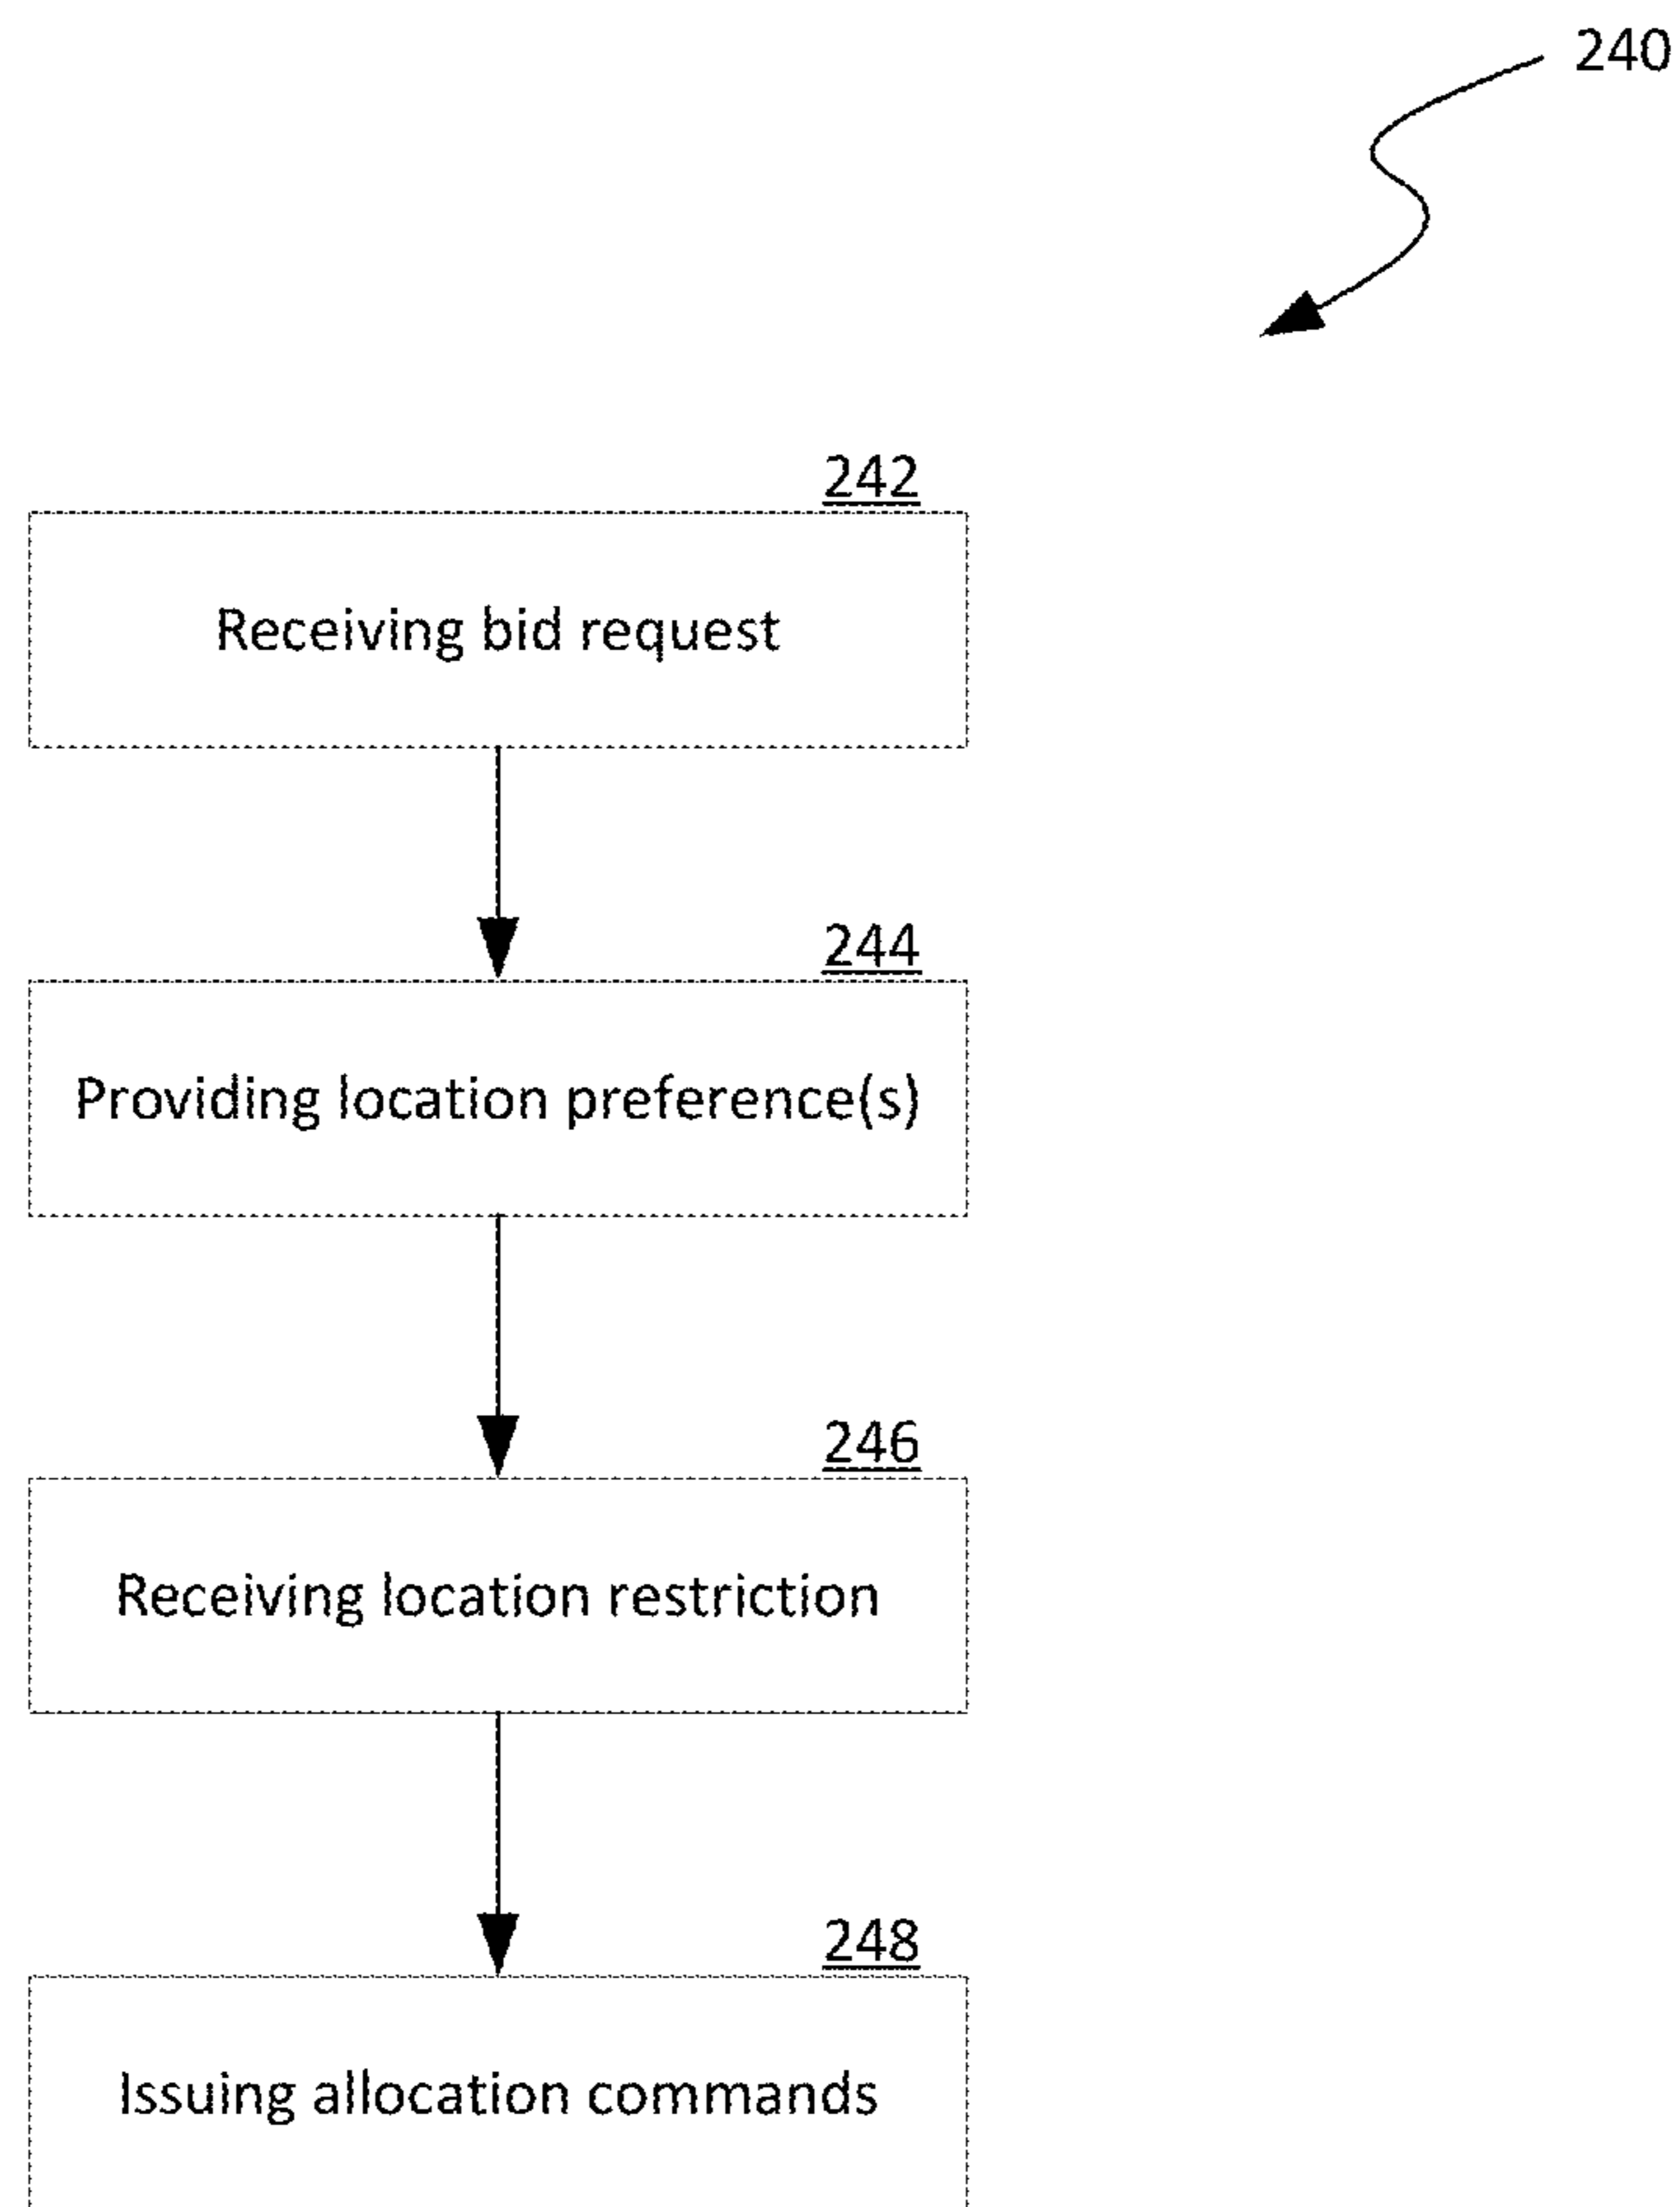 240
242
Receiving bid request
244
Providing location preference(s)
246
Receiving location restriction
248
Issuing allocation commands